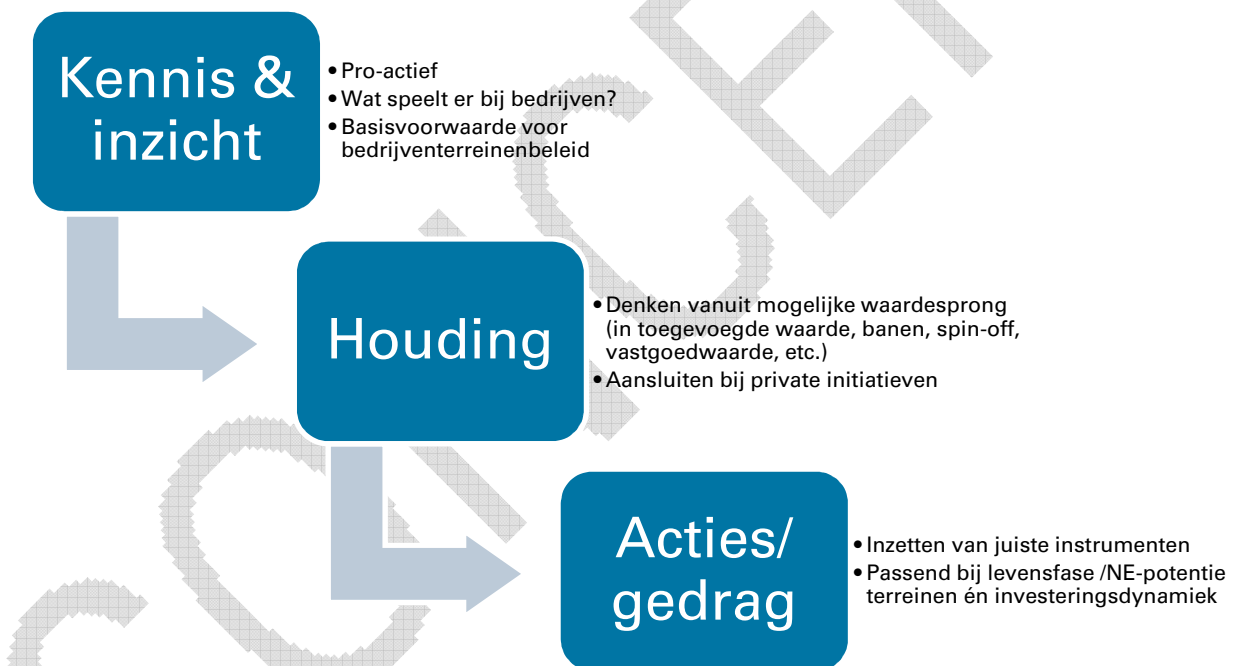 Kennis &
inzicht
•Pro-actief
•Wat speelt er bij bedrijven?
•Basisvoorwaarde voor
bedrijventerreinenbeleid
Houding
•Denken vanuit mogelijke waardesprong
(in toegevoegde waarde, banen, spin-off,
vastgoedwaarde, etc.)
•Aansluiten bij private initiatieven
Acties/
gedrag
•Inzetten van juiste instrumenten
•Passend bij levensfase /NE-potentie
terreinen én investeringsdynamiek